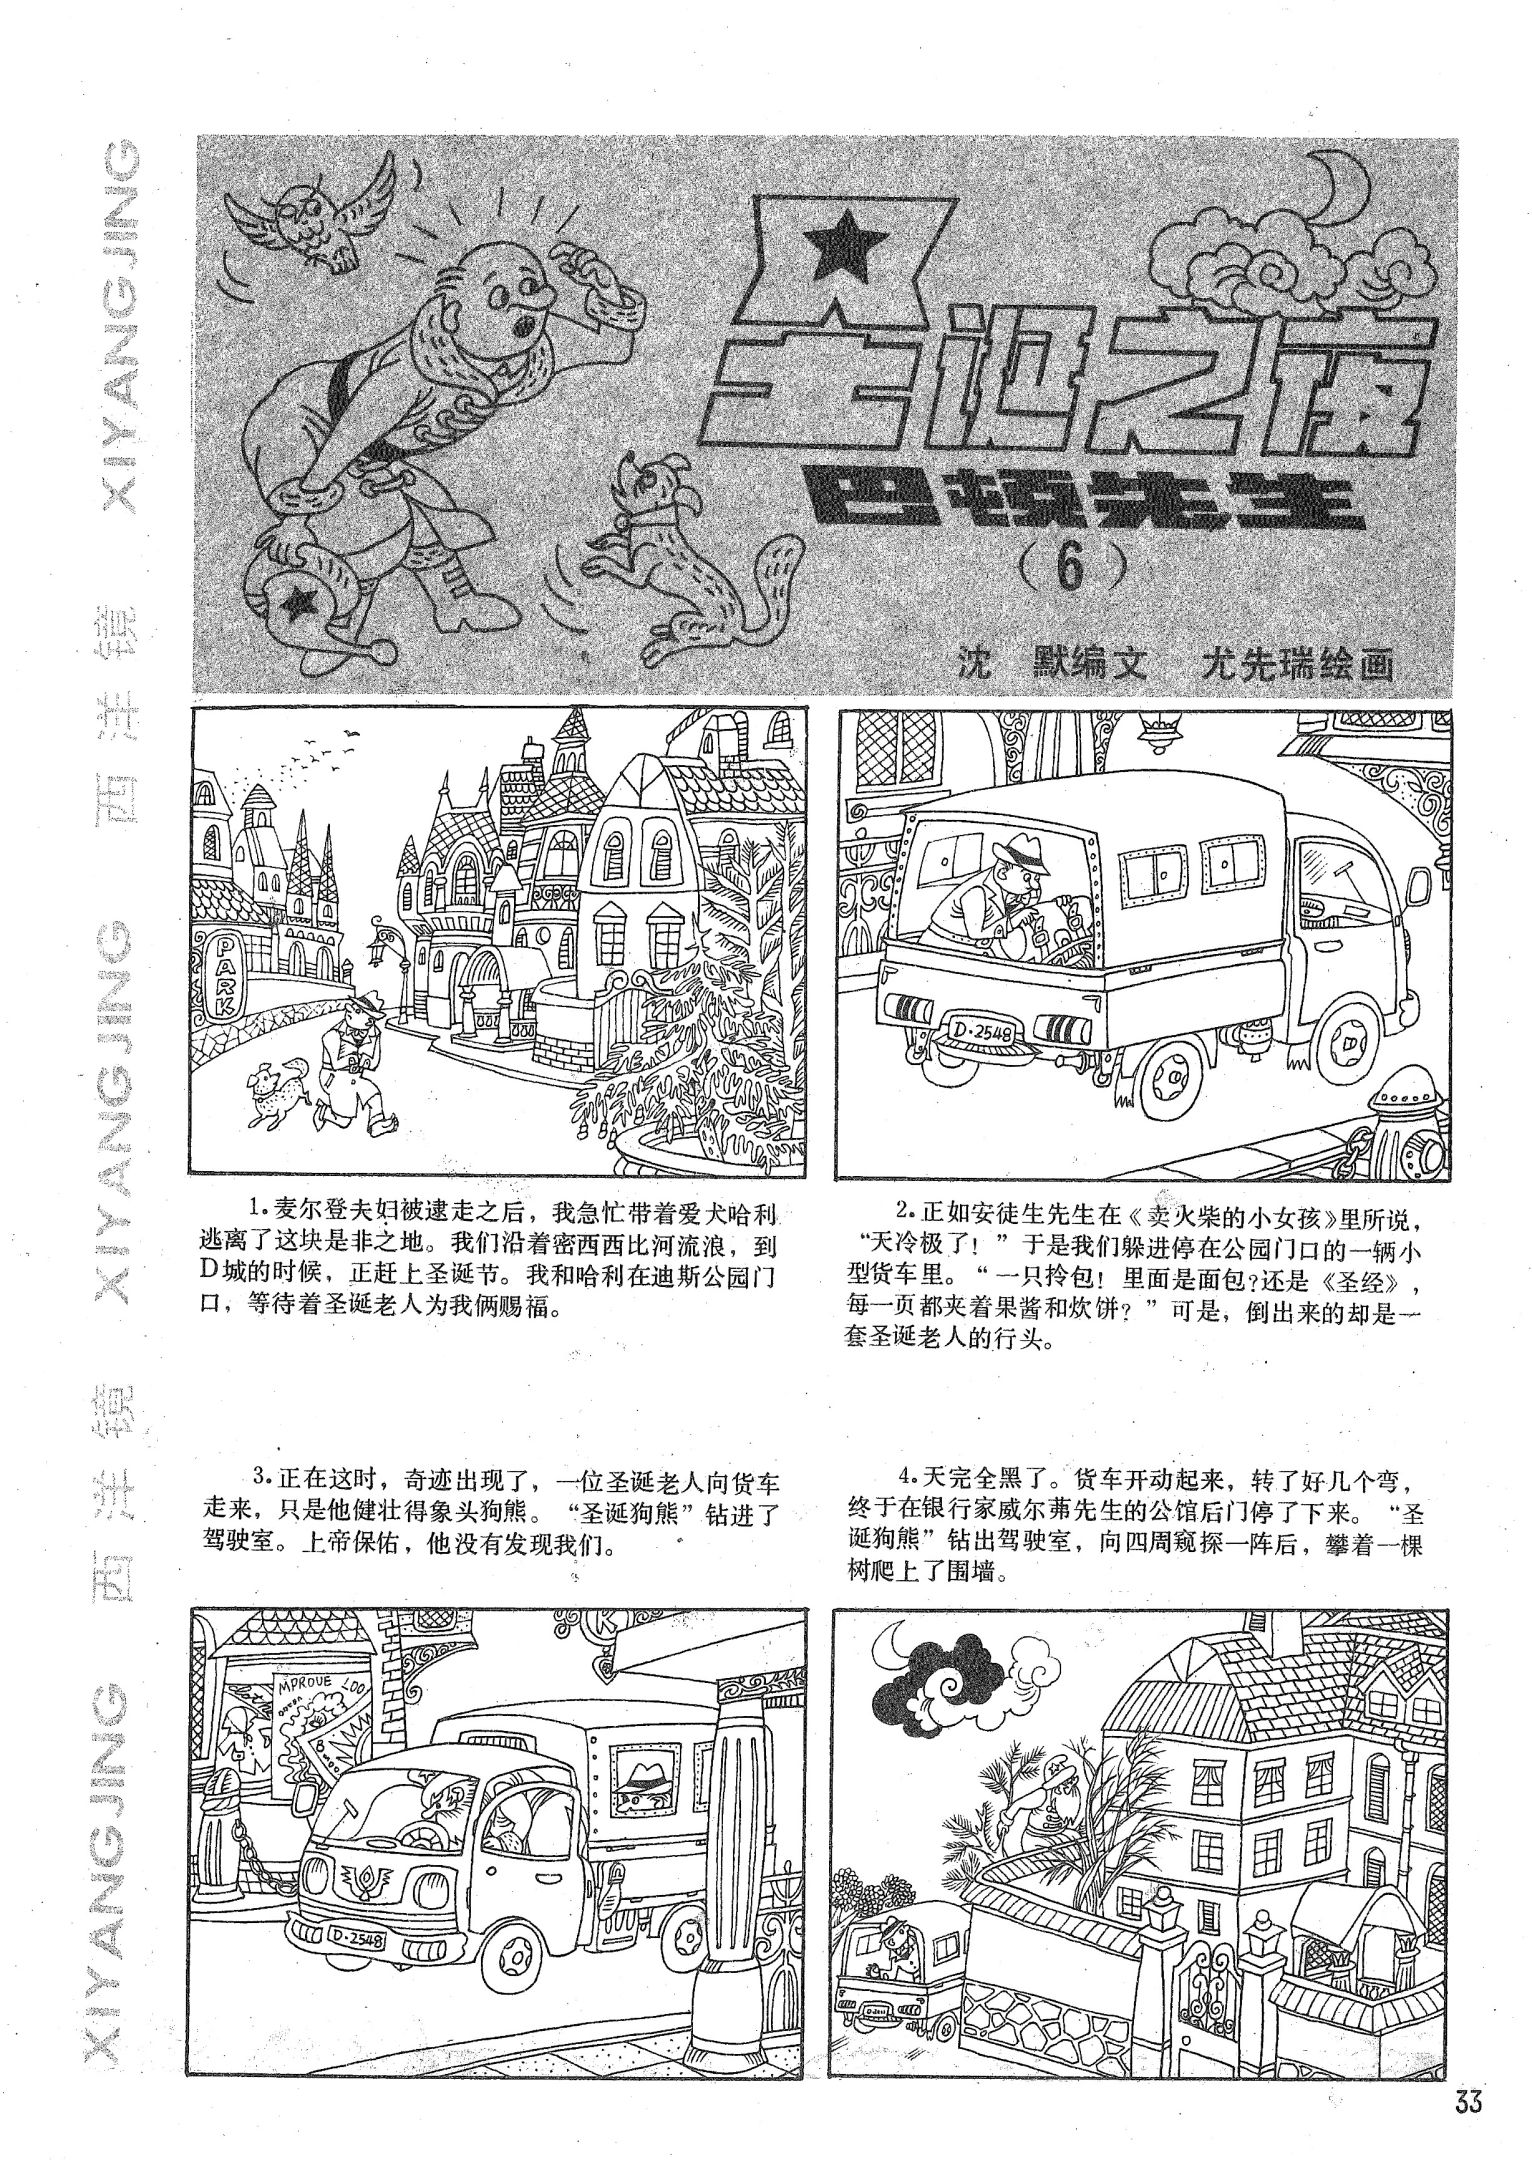 圣诞之夜
巴顿先生
（6）
沈　默编文　尤先瑞绘画
PARK
D·2548
1。麦尔登夫妇被逮走之后，我急忙带着爱犬哈利
逃离了这块是非之地。我们沿着密西西比河流浪，到
D城的时候，正赶上圣诞节。我和哈利在迪斯公园门
口，等待着圣诞老人为我俩赐福。
2。正如安徒生先生在《卖火柴的小女孩》里所说，
“天冷极了！”于是我们躲进停在公园门口的一辆小
型货车里。“一只拎包！里面是面包？还是《圣经》，
每一页都夹着果酱和炊饼？”可是，倒出来的却是一
套圣诞老人的行头。
3。正在这时，奇迹出现了，一位圣诞老人向货车
走来，只是他健壮得象头狗熊。“圣诞狗熊”钻进了
驾驶室。上帝保佑，他没有发现我们。
4。天完全黑了。货车开动起来，转了好几个弯，
终于在银行家威尔弗先生的公馆后门停了下来。“圣
诞狗熊”钻出驾驶室，向四周窥探一阵后，攀着一棵
树爬上了围墙。
K
MPROUE LOO
D·2548
西洋镜 XIYANGJING 西洋镜 XIYANGJING 西洋镜 XIYANGJING
33